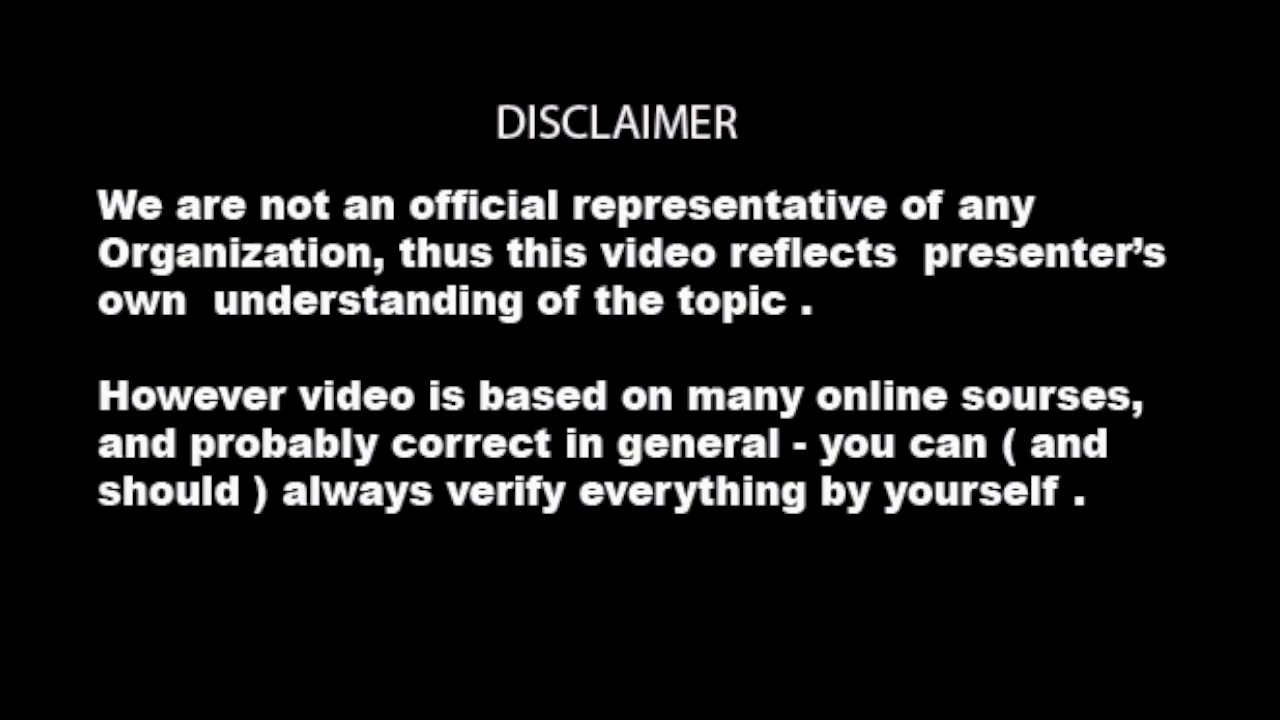 DISCLAIMER
We are not an official representative of any
Organization, thus this video reflects  presenter’s
own  understanding of the topic .
However video is based on many online sourses,
and probably correct in general - you can ( and
should ) always verify everything by yourself .